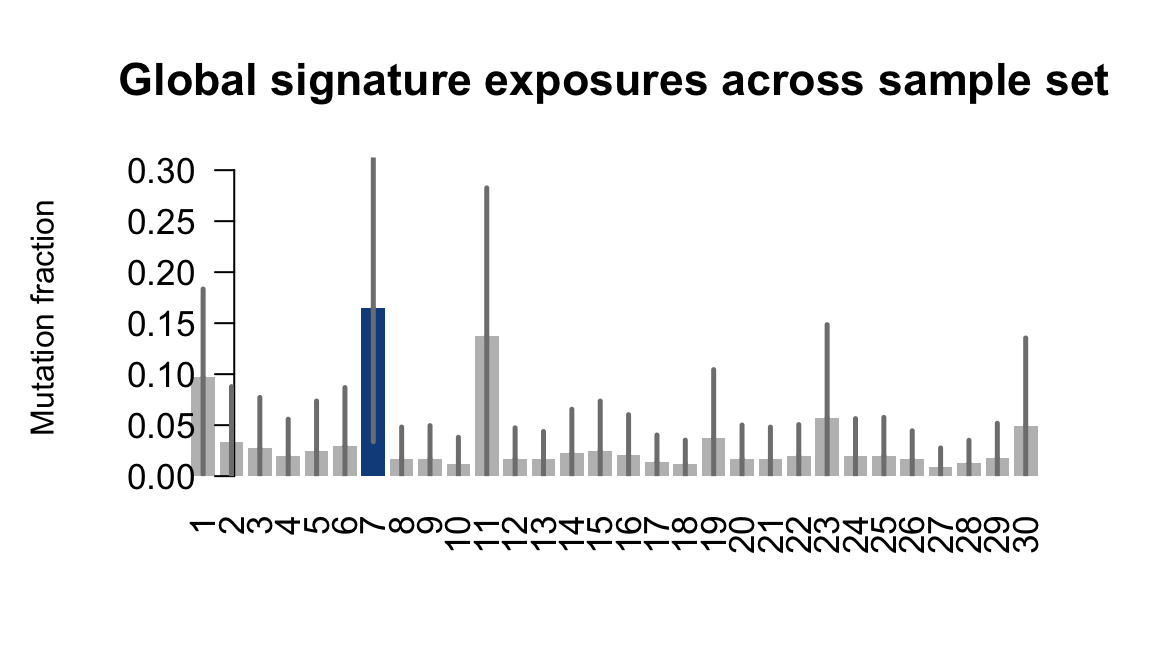 Global signature exposures across sample set
Mutation fraction
0.30
0.25
0.20
0.15
0.10
0.05
0.00
1 2 3 4 5 6 7 8 9 10 11 12 13 14 15 16 17 18 19 20 21 22 23 24 25 26 27 28 29 30